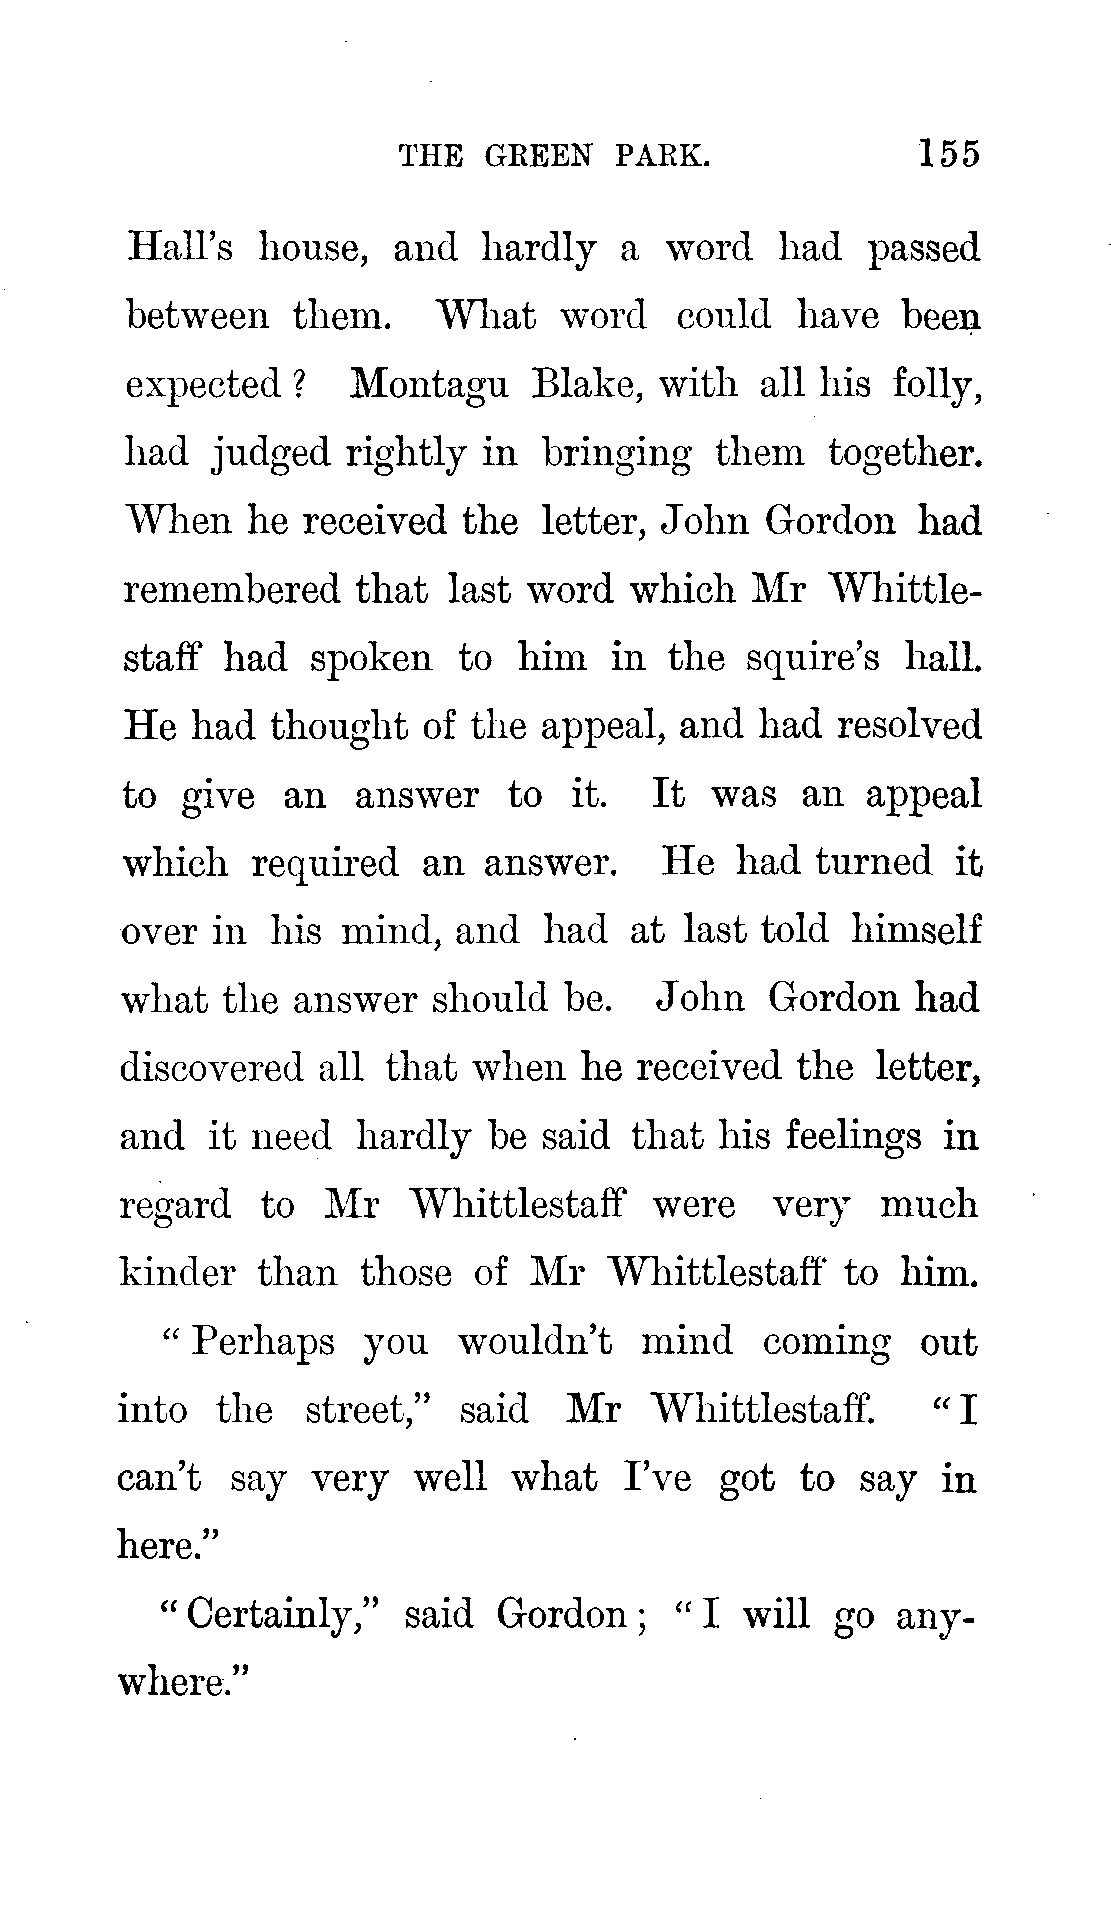 THE GREEN PARK. 155
Hall's house, and hardly a word had passed
between them. What word could have been
expected? Montagu Blake, with all his folly,
had judged rightly in bringing them together.
When he received the letter, John Gordon had
remembered that last word which Mr Whittle-
staff had spoken to him in the squire's hall.
He had thought of the appeal, and had resolved
to give an answer to it. It was an appeal
which required an answer. He had turned it
over in his mind, and had at last told himself
what the answer should be. John Gordon had
discovered all that when he received the letter,
and it need hardly be said that his feelings in
regard to Mr Whittlestaff were very much
kinder than those of Mr Whittlestaff to him.
"Perhaps you wouldn't mind coming out
into the street," said Mr Whittlestaff. "I
can't say very well what I've got to say in
here."
"Certainly," said Gordon; "I will go any-
where."